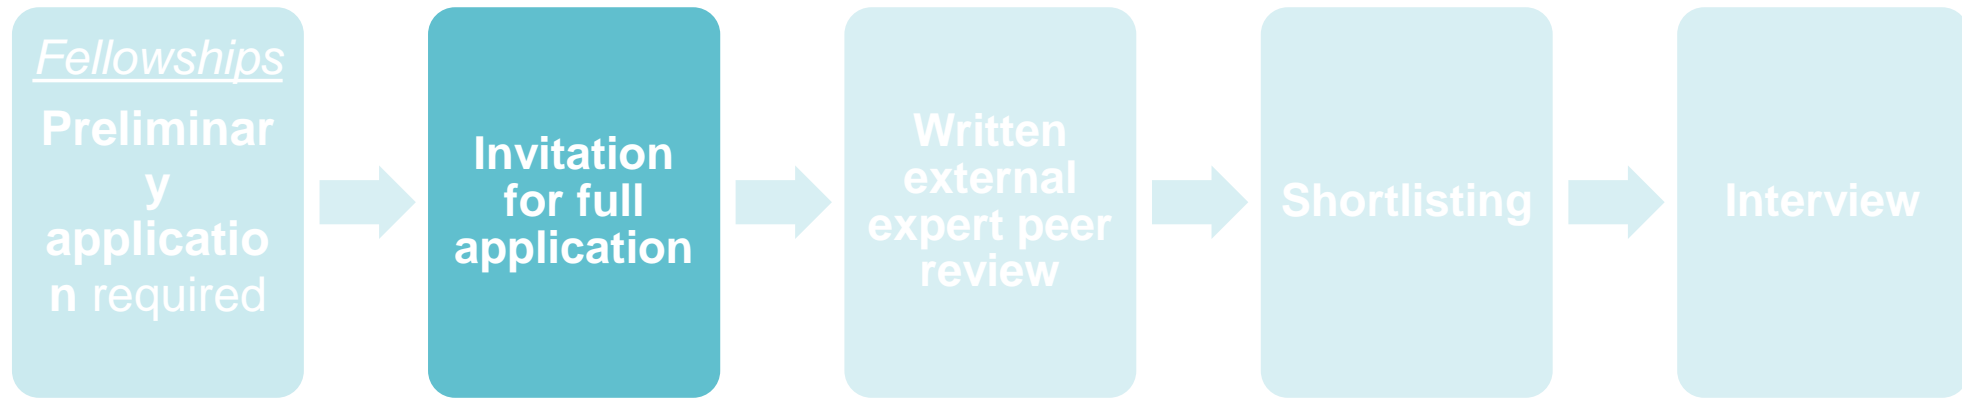 Fellowships
Preliminar
y
applicatio
n required
Invitation
for full
application
Written
external
expert peer
review
Shortlisting
Interview